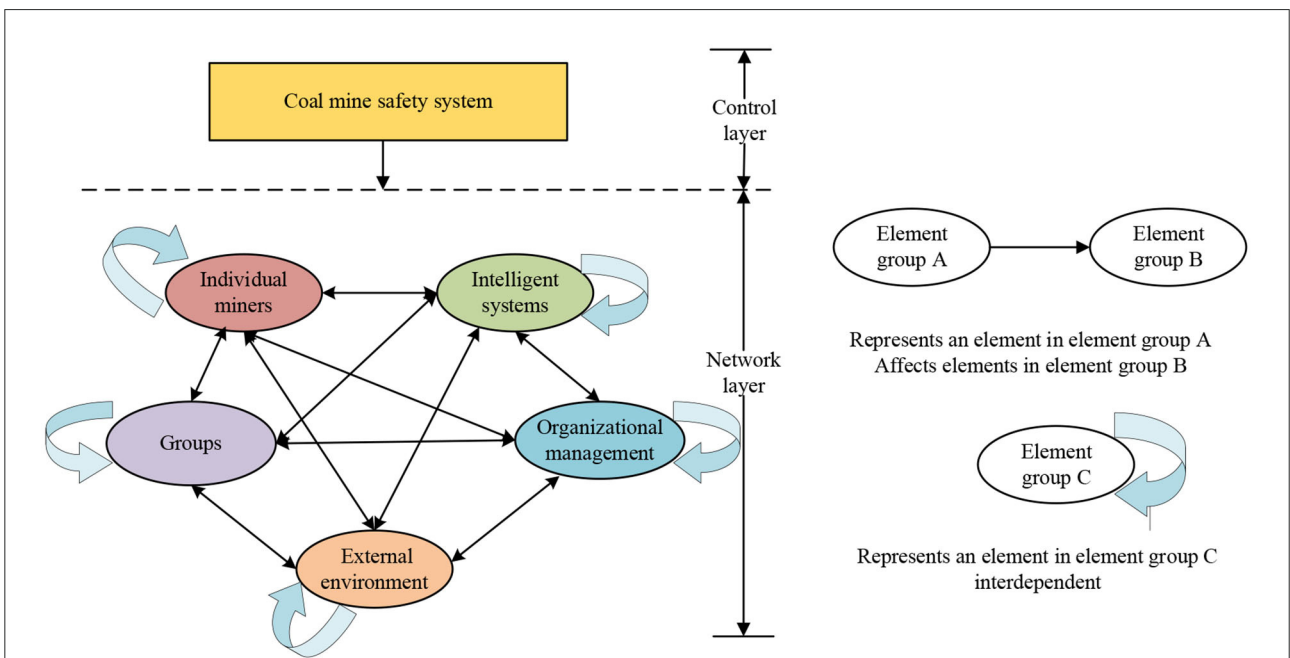 Coal mine safety system
Control
layer
Individual
miners
Intelligent
systems
Groups
Organizational
management
External
environment
Network
layer
Element
group A
Element
group B
Represents an element in element group A
Affects elements in element group B
Element
group C
Represents an element in element group C
interdependent